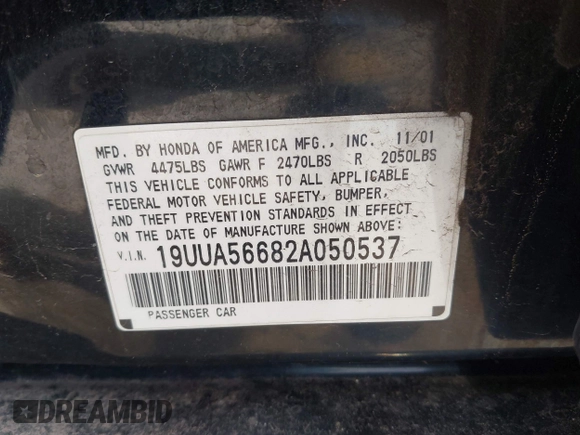 MFD. BY HONDA OF AMERICA MFG., INC. 11/01
GVWR 4475LBS GAWR F 2470LBS R 2050LBS
THIS VEHICLE CONFORMS TO ALL APPLICABLE
FEDERAL MOTOR VEHICLE SAFETY, BUMPER,
AND THEFT PREVENTION STANDARDS IN EFFECT
ON THE DATE OF MANUFACTURE SHOWN ABOVE:
V.I.N. 19UUA56682A050537
PASSENGER CAR
DREAMBID